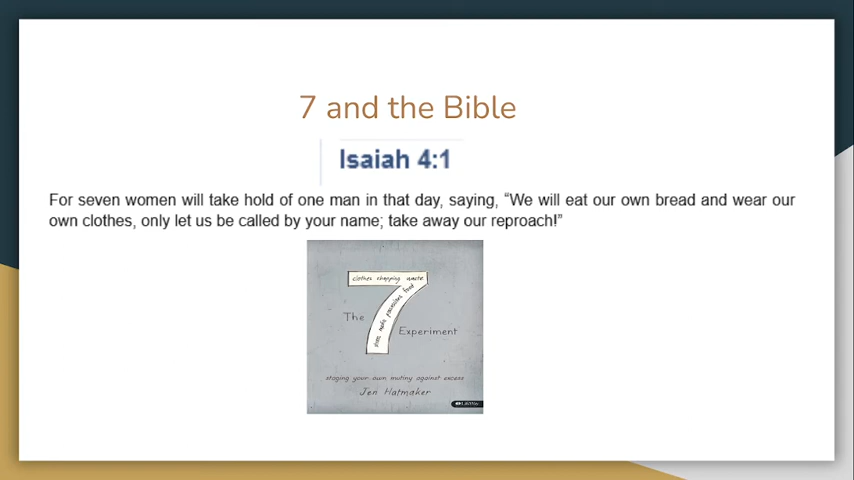 7 and the Bible
Isaiah 4:1
For seven women will take hold of one man in that day, saying, “We will eat our own bread and wear our
own clothes, only let us be called by your name; take away our reproach!”
clothes shopping waste
food
possessions
media
stress
The
Experiment
staging your own mutiny against excess
Jen Hatmaker